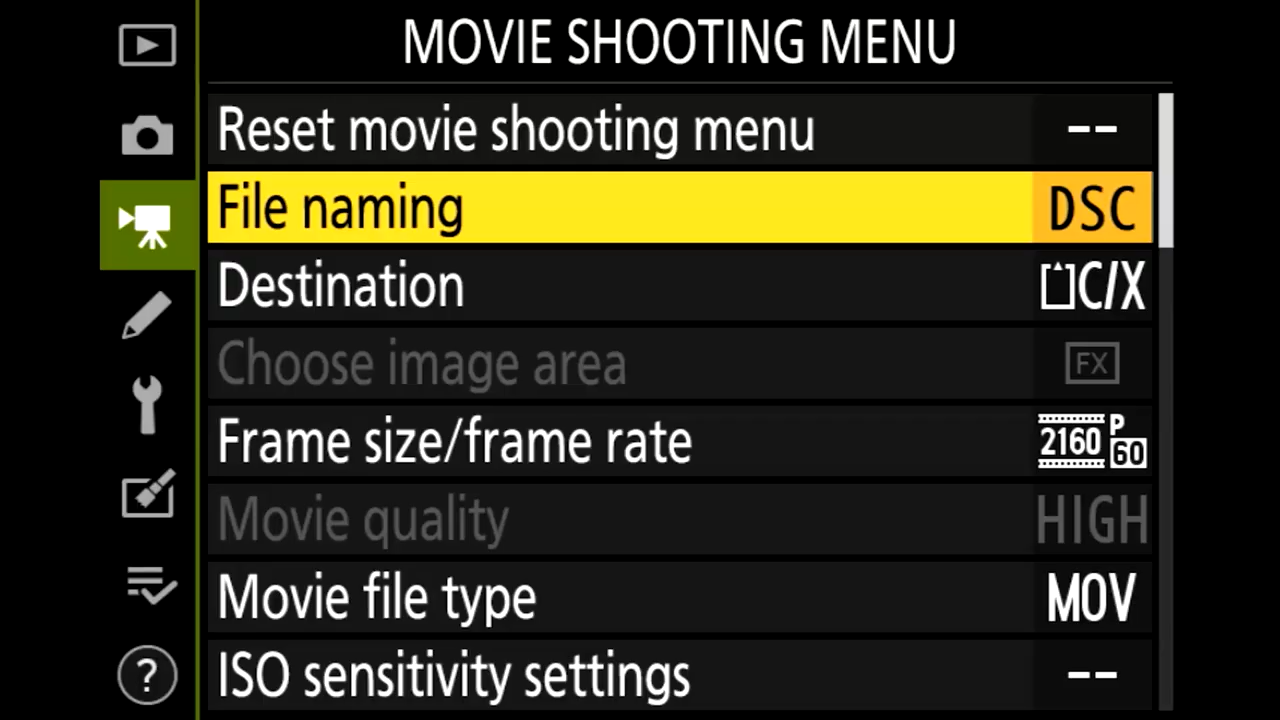 MOVIE SHOOTING MENU
Reset movie shooting menu --
File naming DSC
Destination C/X
Choose image area FX
Frame size/frame rate 2160 P 60
Movie quality HIGH
Movie file type MOV
ISO sensitivity settings --
?